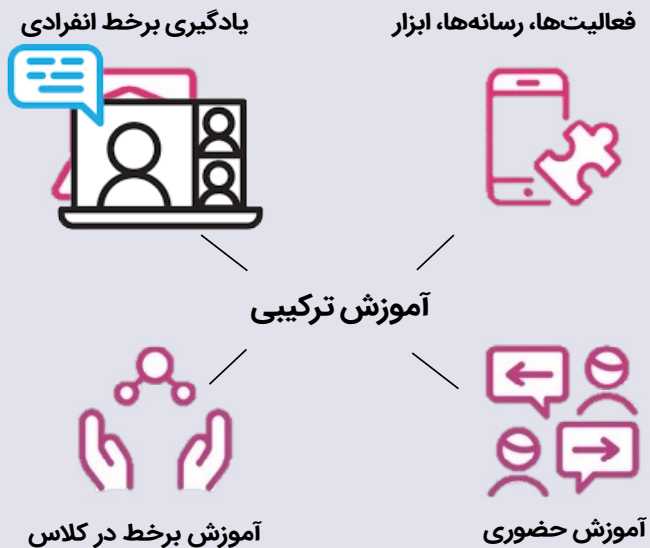 فعالیت‌ها، رسانه‌ها، ابزار
یادگیری برخط انفرادی
آموزش ترکیبی
آموزش حضوری
آموزش برخط در کلاس